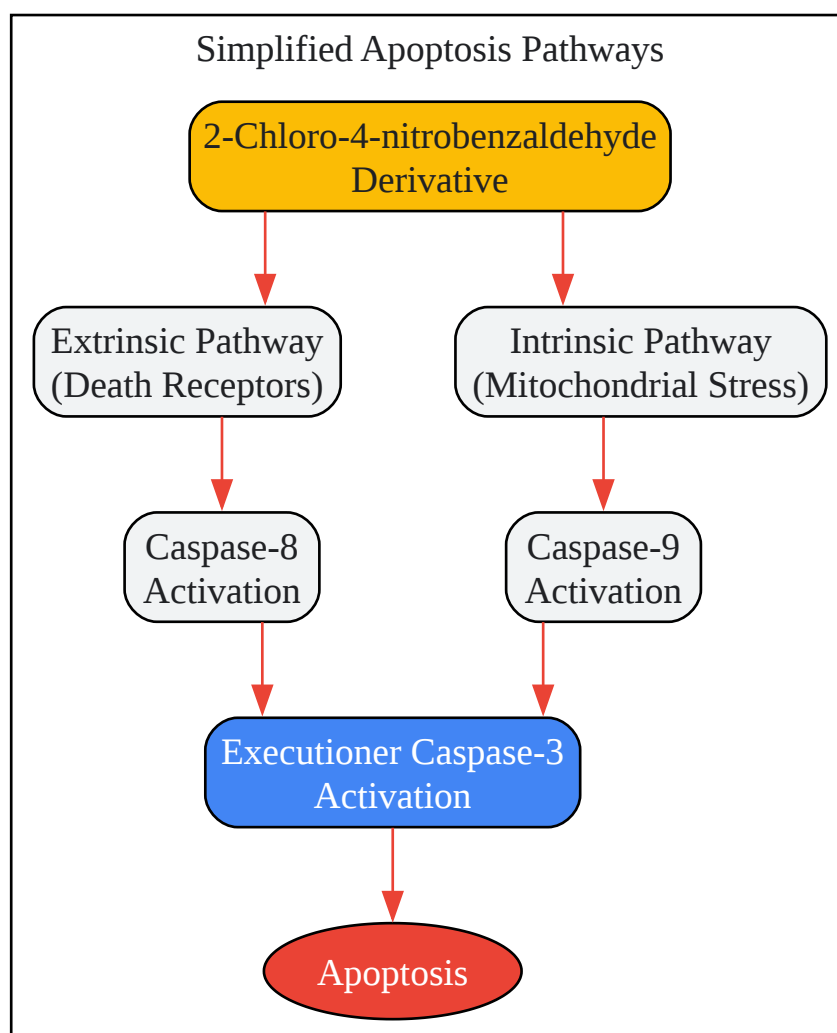 Simplified Apoptosis Pathways
2-Chloro-4-nitrobenzaldehyde
Derivative
Extrinsic Pathway
(Death Receptors)
Intrinsic Pathway
(Mitochondrial Stress)
Caspase-8
Activation
Caspase-9
Activation
Executioner Caspase-3
Activation
Apoptosis